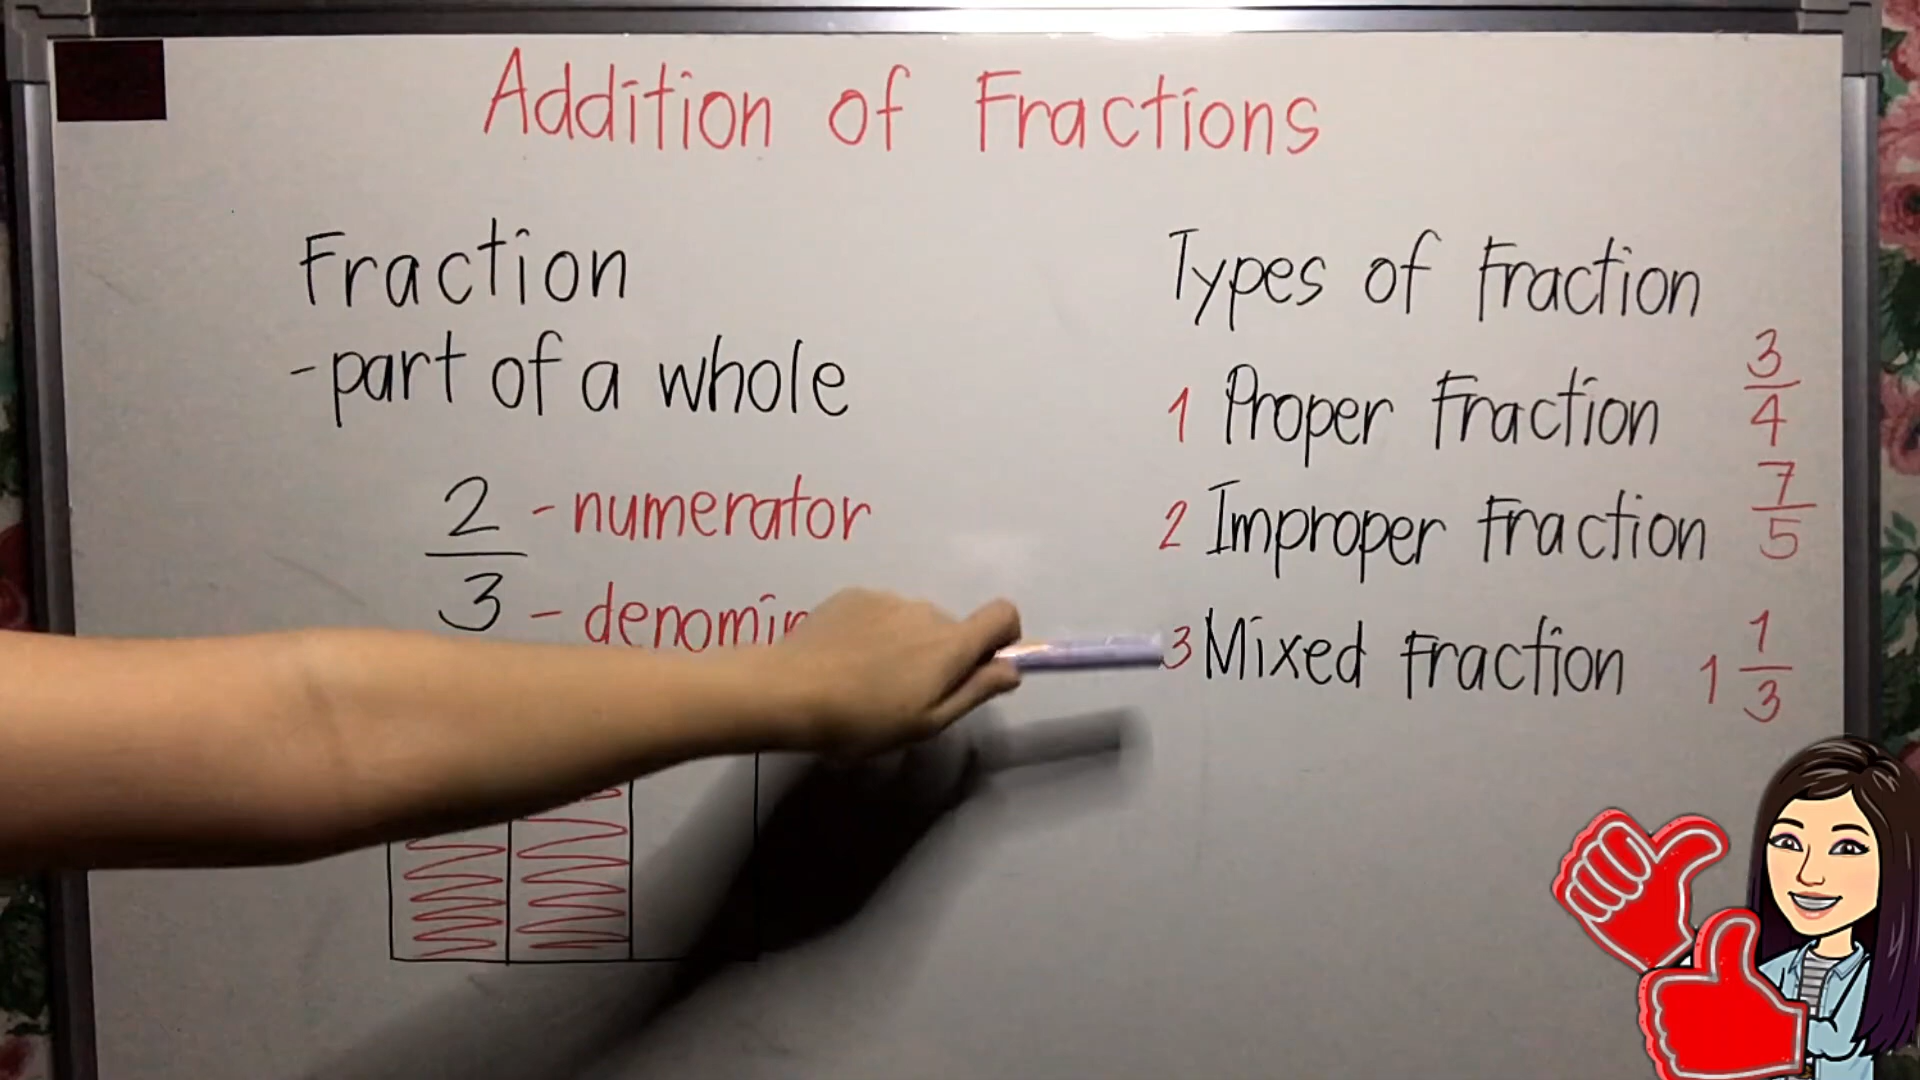 Addition of Fractions
Fraction
-part of a whole
2 - numerator
3 -
Types of Fraction
1 Proper Fraction 3/4
2 Improper Fraction 7/5
3 Mixed Fraction 1 1/3